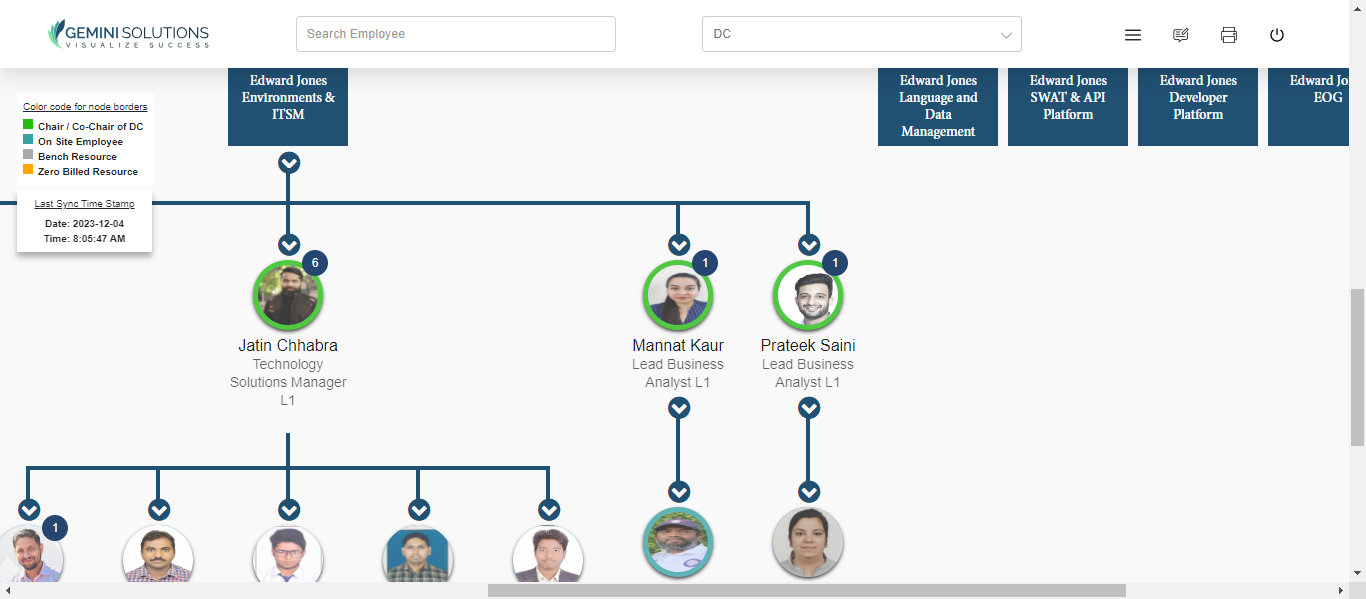 GEMINI SOLUTIONS
VISUALIZE SUCCESS
Search Employee
DC
Edward Jones
Environments &
ITSM
Edward Jones
Language and
Data
Management
Edward Jones
SWAT & API
Platform
Edward Jones
Developer
Platform
Edward Jo
EOG
Color code for node borders
Chair / Co-Chair of DC
On Site Employee
Bench Resource
Zero Billed Resource
Last Sync Time Stamp
Date: 2023-12-04
Time: 8:05:47 AM
6
Jatin Chhabra
Technology
Solutions Manager
L1
1
Mannat Kaur
Lead Business
Analyst L1
1
Prateek Saini
Lead Business
Analyst L1
1